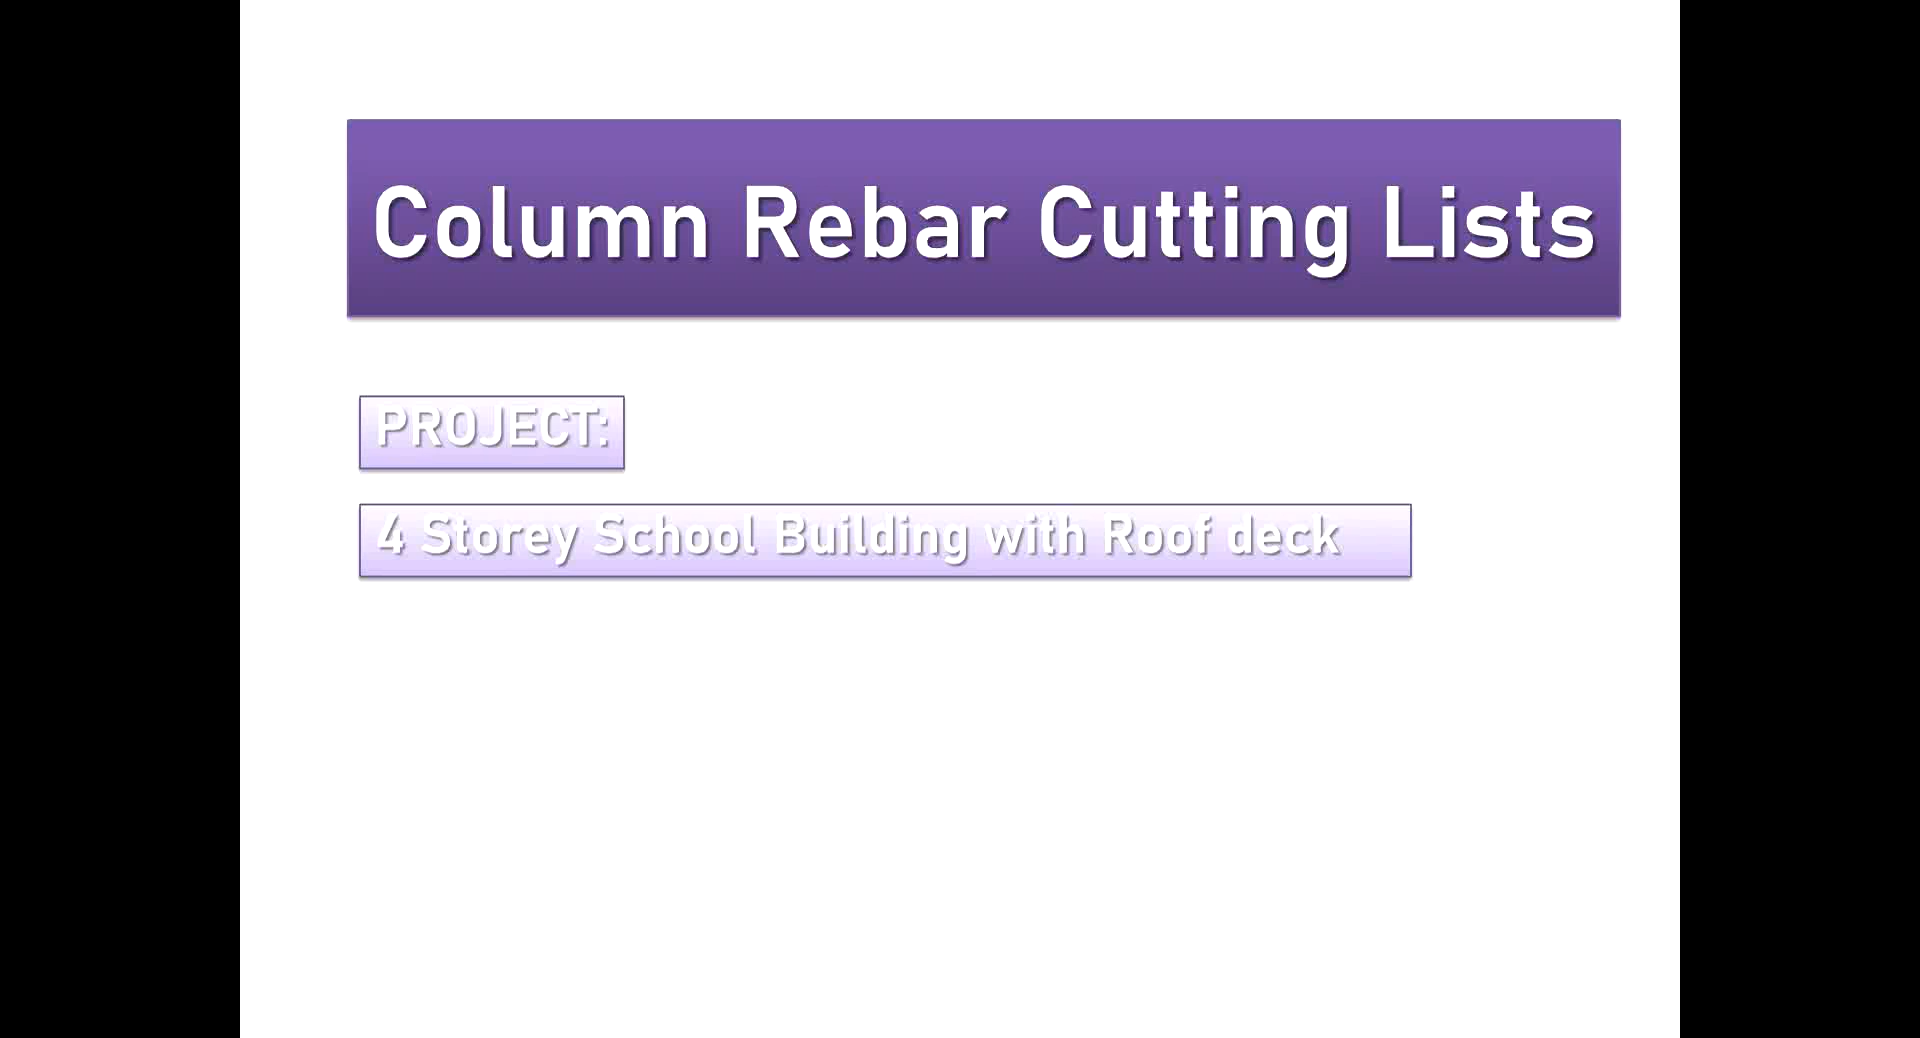 Column Rebar Cutting Lists
PROJECT:
4 Storey School Building with Roof deck